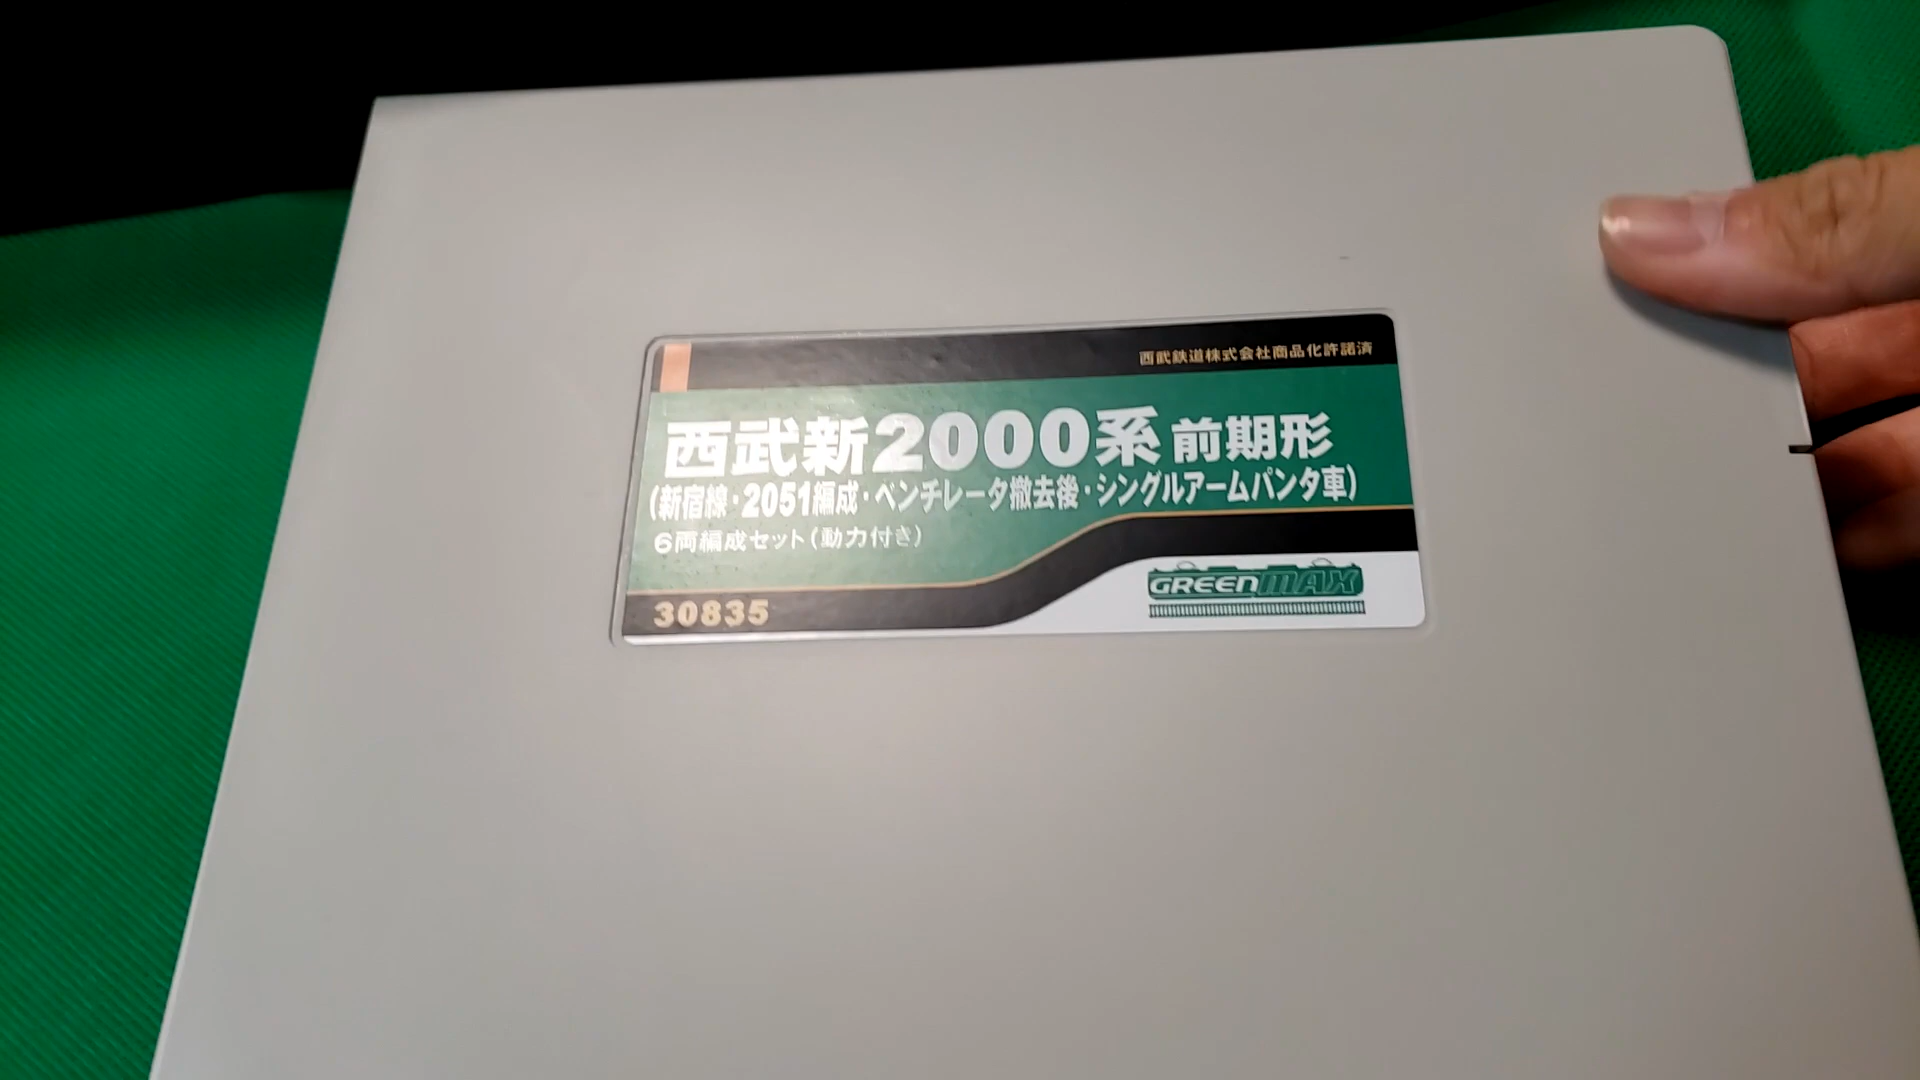 西武鉄道株式会社商品化許諾済
西武新2000系 前期形
(新宿線・2051編成・ベンチレータ撤去後・シングルアームパンタ車)
6両編成セット(動力付き)
30835
GREENMAX